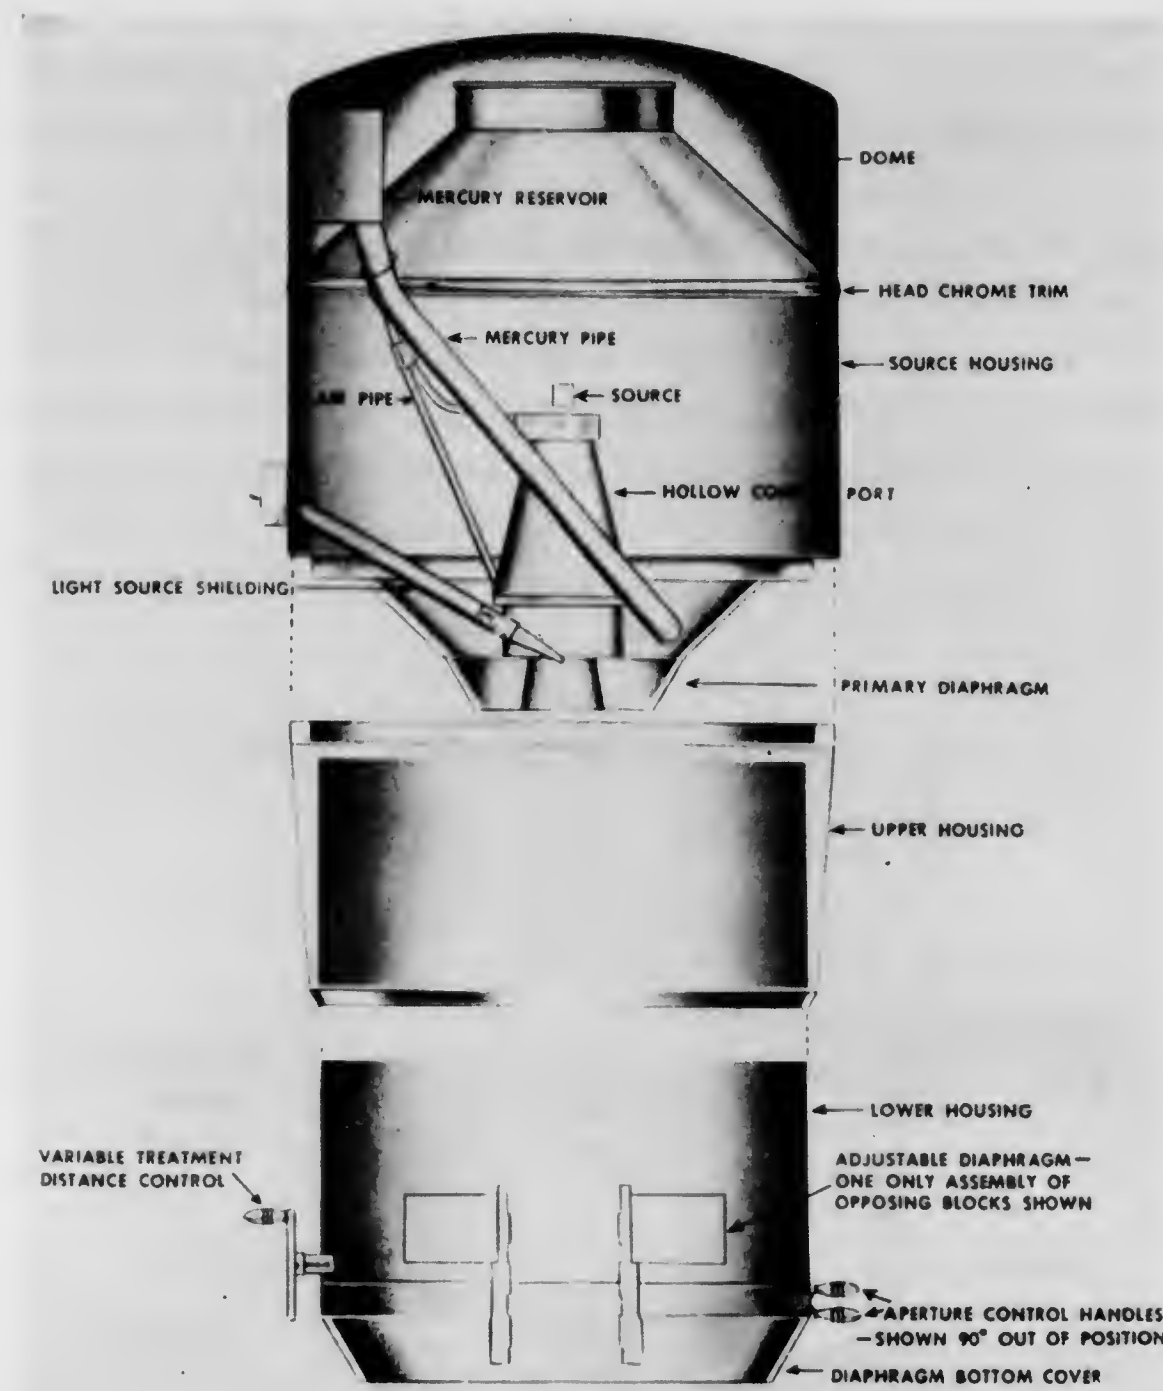 DOME
MERCURY RESERVOIR
HEAD CHROME TRIM
MERCURY PIPE
SOURCE HOUSING
PIPE
SOURCE
HOLLOW PORT
LIGHT SOURCE SHIELDING
PRIMARY DIAPHRAGM
UPPER HOUSING
LOWER HOUSING
VARIABLE TREATMENT
DISTANCE CONTROL
ADJUSTABLE DIAPHRAGM—
ONE ONLY ASSEMBLY OF
OPPOSING BLOCKS SHOWN
APERTURE CONTROL HANDLES
—SHOWN 90° OUT OF POSITION
DIAPHRAGM BOTTOM COVER